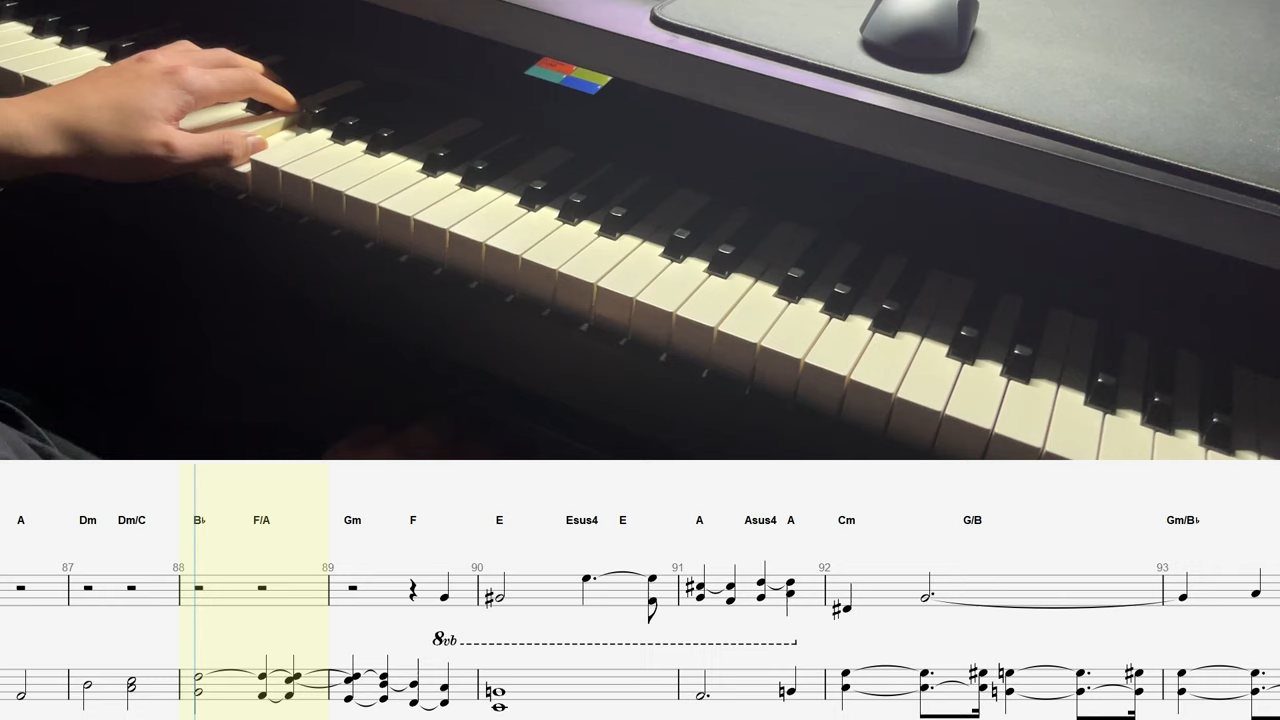 A Dm Dm/C B♭ F/A Gm F E Esus4 E A Asus4 A Cm G/B Gm/B♭
87 88 89 90 91 92 93
8vb